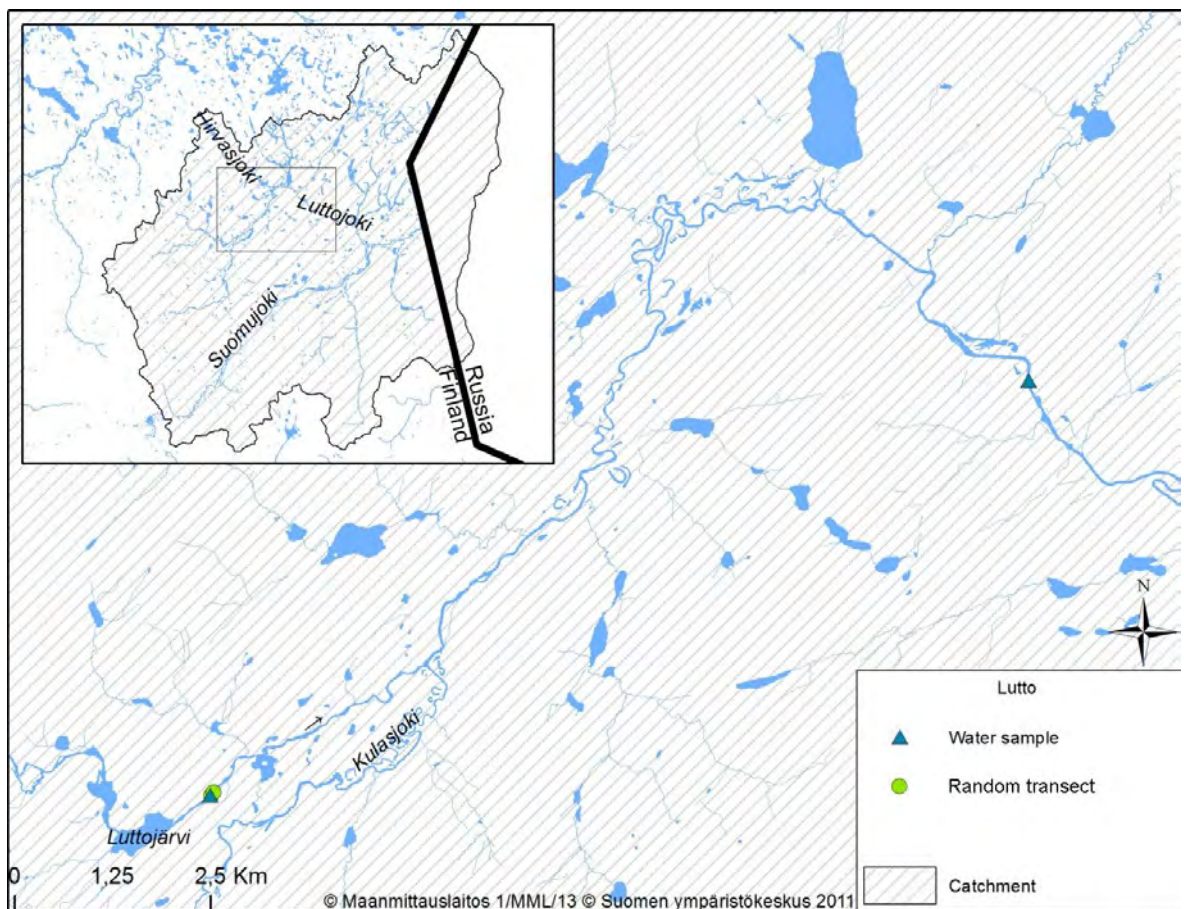 Hirvasjoki
Luttojoki
Suomujoki
Russia
Finland
N
Kulasjoki
Luttojärvi
0 1,25 2,5 Km
Lutto
Water sample
Random transect
Catchment
© Maanmittauslaitos 1/MML/13 © Suomen ympäristökeskus 2011